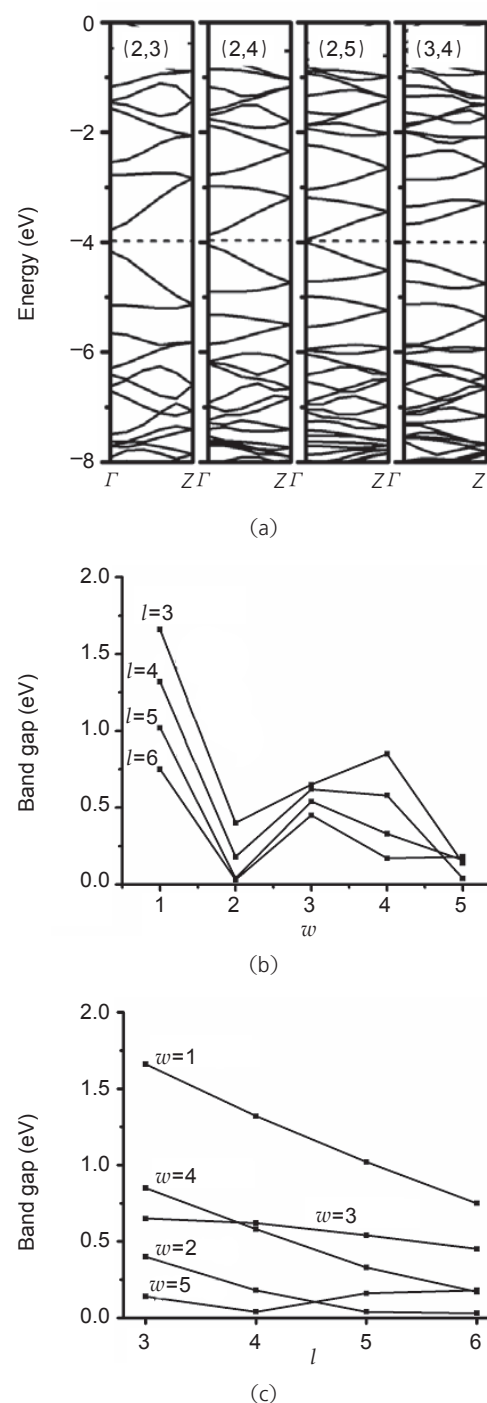 0
−2
−4
−6
−8
Energy (eV)
(2,3) (2,4) (2,5) (3,4)
Γ Z Γ Z Γ Z Γ Z
(a)
2.0
1.5
1.0
0.5
0.0
Band gap (eV)
l=3
l=4
l=5
l=6
1 2 3 4 5
w
(b)
2.0
1.5
1.0
0.5
0.0
Band gap (eV)
w=1
w=4
w=3
w=2
w=5
3 4 5 6
l
(c)